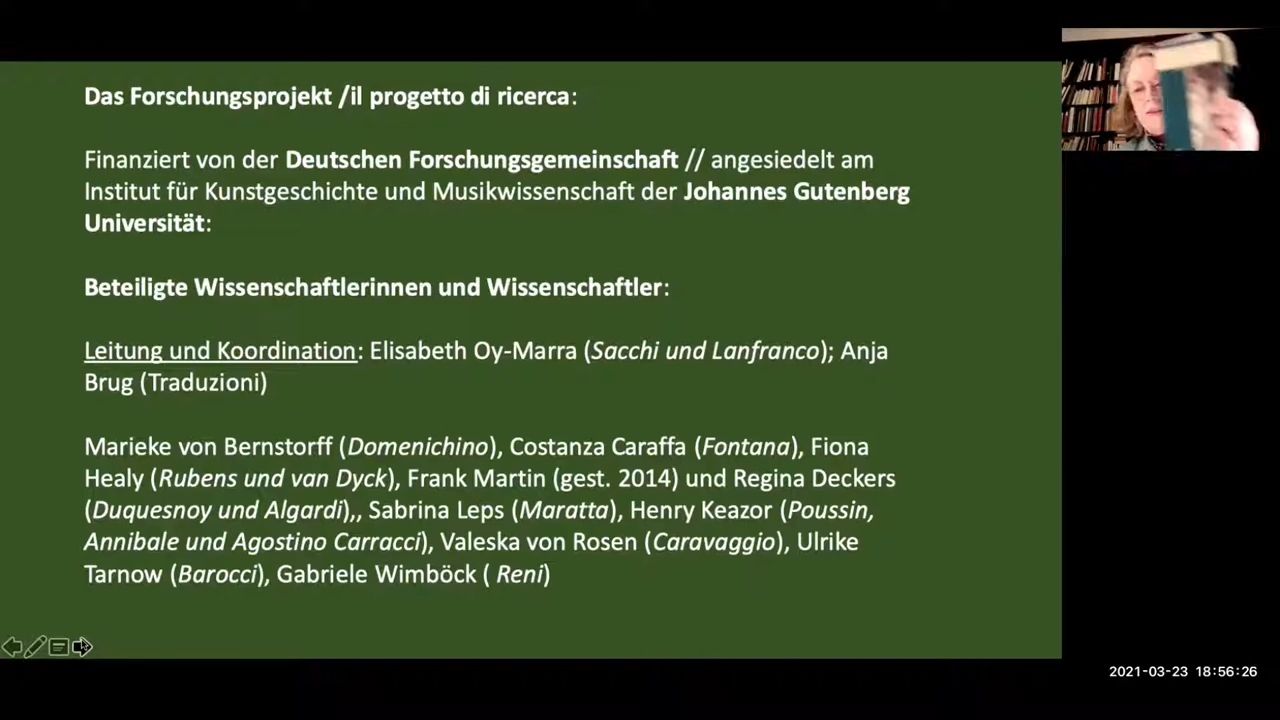 Das Forschungsprojekt /il progetto di ricerca:
Finanziert von der Deutschen Forschungsgemeinschaft // angesiedelt am
Institut für Kunstgeschichte und Musikwissenschaft der Johannes Gutenberg
Universität:
Beteiligte Wissenschaftlerinnen und Wissenschaftler:
Leitung und Koordination: Elisabeth Oy-Marra (Sacchi und Lanfranco); Anja
Brug (Traduzioni)
Marieke von Bernstorff (Domenichino), Costanza Caraffa (Fontana), Fiona
Healy (Rubens und van Dyck), Frank Martin (gest. 2014) und Regina Deckers
(Duquesnoy und Algardi),, Sabrina Leps (Maratta), Henry Keazor (Poussin,
Annibale und Agostino Carracci), Valeska von Rosen (Caravaggio), Ulrike
Tarnow (Barocci), Gabriele Wimböck ( Reni)
2021-03-23 18:56:26